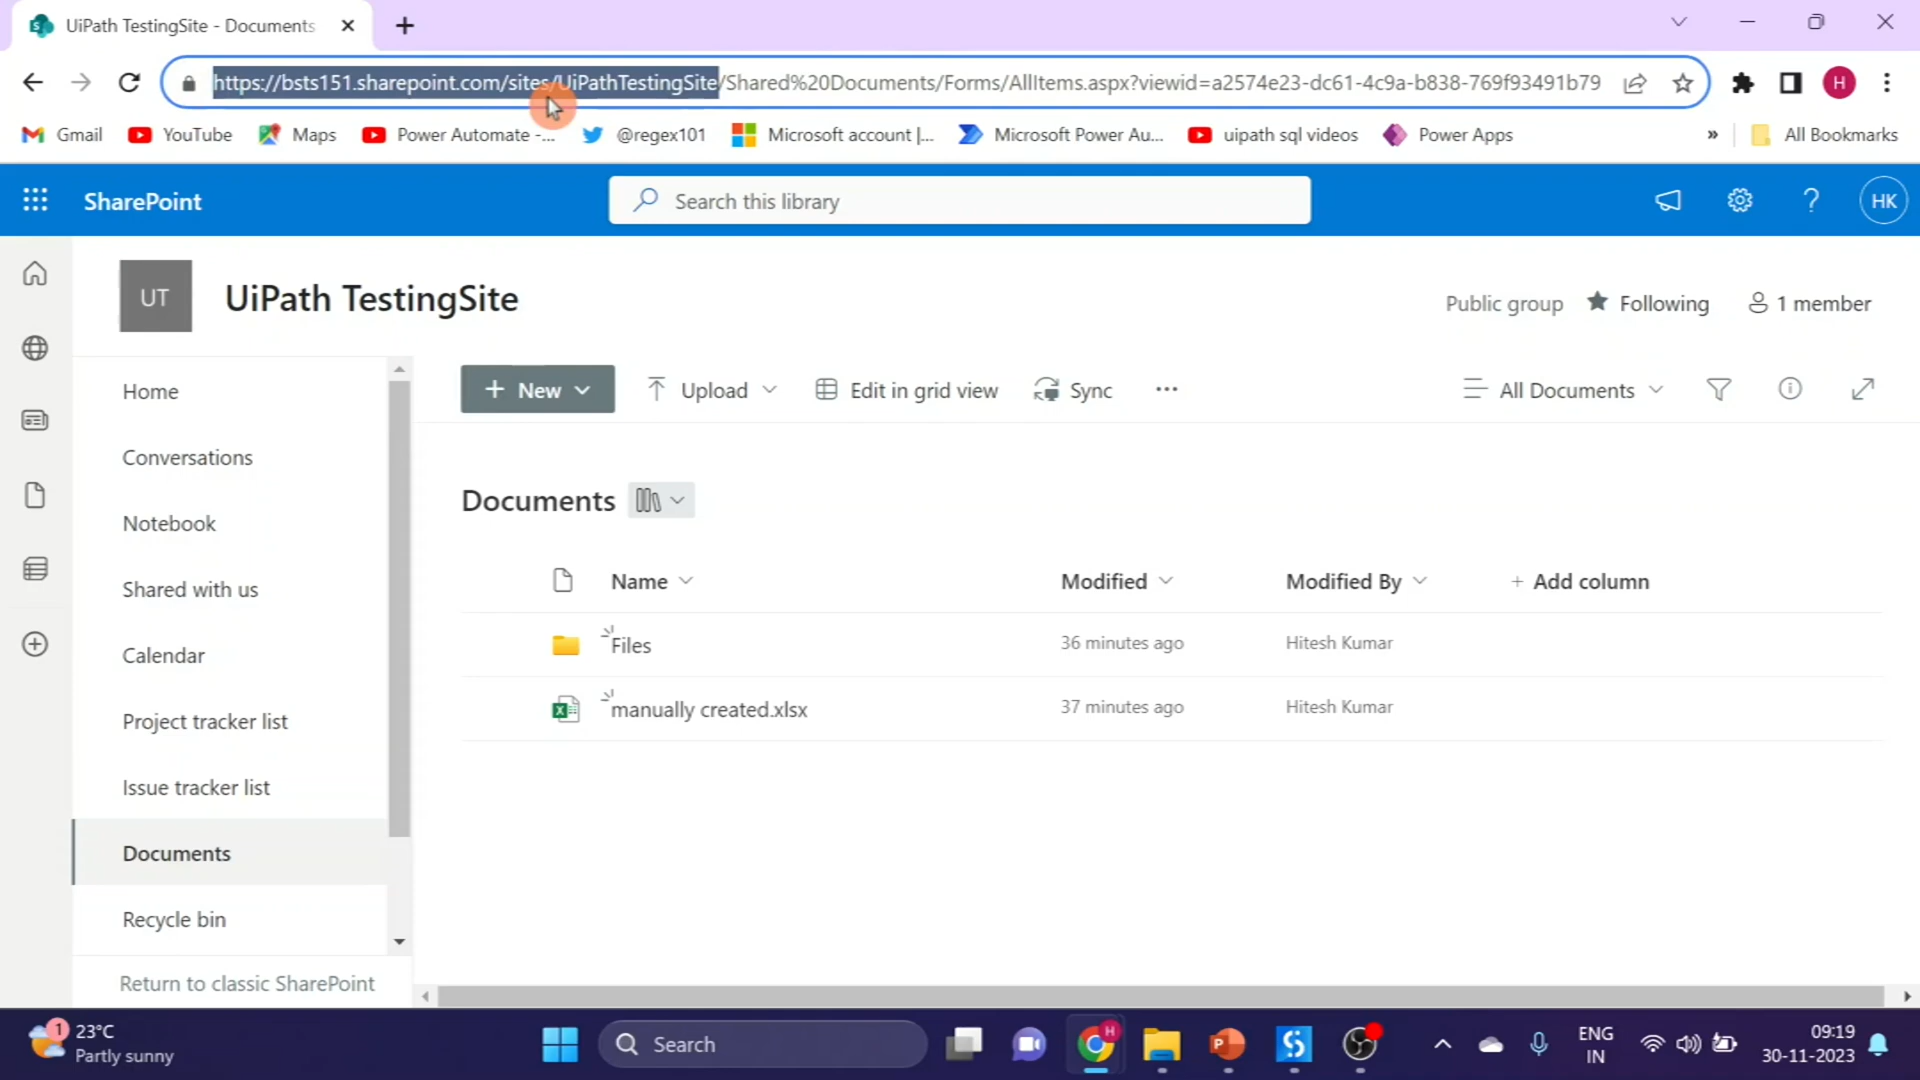 UiPath TestingSite - Documents
https://bsts151.sharepoint.com/sites/UiPathTestingSite/Shared%20Documents/Forms/AllItems.aspx?viewid=a2574e23-dc61-4c9a-b838-769f93491b79
H
Gmail YouTube Maps Power Automate -... @regex101 Microsoft account |... Microsoft Power Au... uipath sql videos Power Apps » All Bookmarks
SharePoint
Search this library
HK
UT
UiPath TestingSite
Public group Following 1 member
Home
Conversations
Notebook
Shared with us
Calendar
Project tracker list
Issue tracker list
Documents
Recycle bin
Return to classic SharePoint
+ New Upload Edit in grid view Sync ... All Documents
Documents
Name Modified Modified By + Add column
Files 36 minutes ago Hitesh Kumar
manually created.xlsx 37 minutes ago Hitesh Kumar
1
23°C
Partly sunny
Search
H
ENG
IN
09:19
30-11-2023